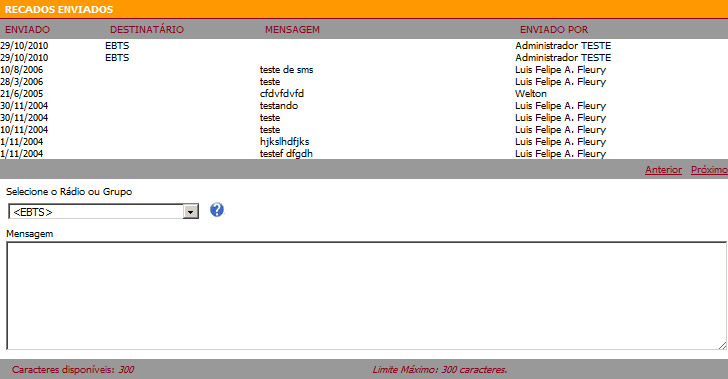 RECADOS ENVIADOS
ENVIADO DESTINATÁRIO MENSAGEM ENVIADO POR
29/10/2010 EBTS Administrador TESTE
29/10/2010 EBTS Administrador TESTE
10/8/2006 teste de sms Luis Felipe A. Fleury
28/3/2006 teste Luis Felipe A. Fleury
21/6/2005 cfdvfdvfd Welton
30/11/2004 testando Luis Felipe A. Fleury
30/11/2004 teste Luis Felipe A. Fleury
10/11/2004 teste Luis Felipe A. Fleury
1/11/2004 hjkslhdfjks Luis Felipe A. Fleury
1/11/2004 testef dfgdh Luis Felipe A. Fleury
Anterior Próximo
Selecione o Rádio ou Grupo
<EBTS> ?
Mensagem
Caracteres disponíveis: 300 Limite Máximo: 300 caracteres.